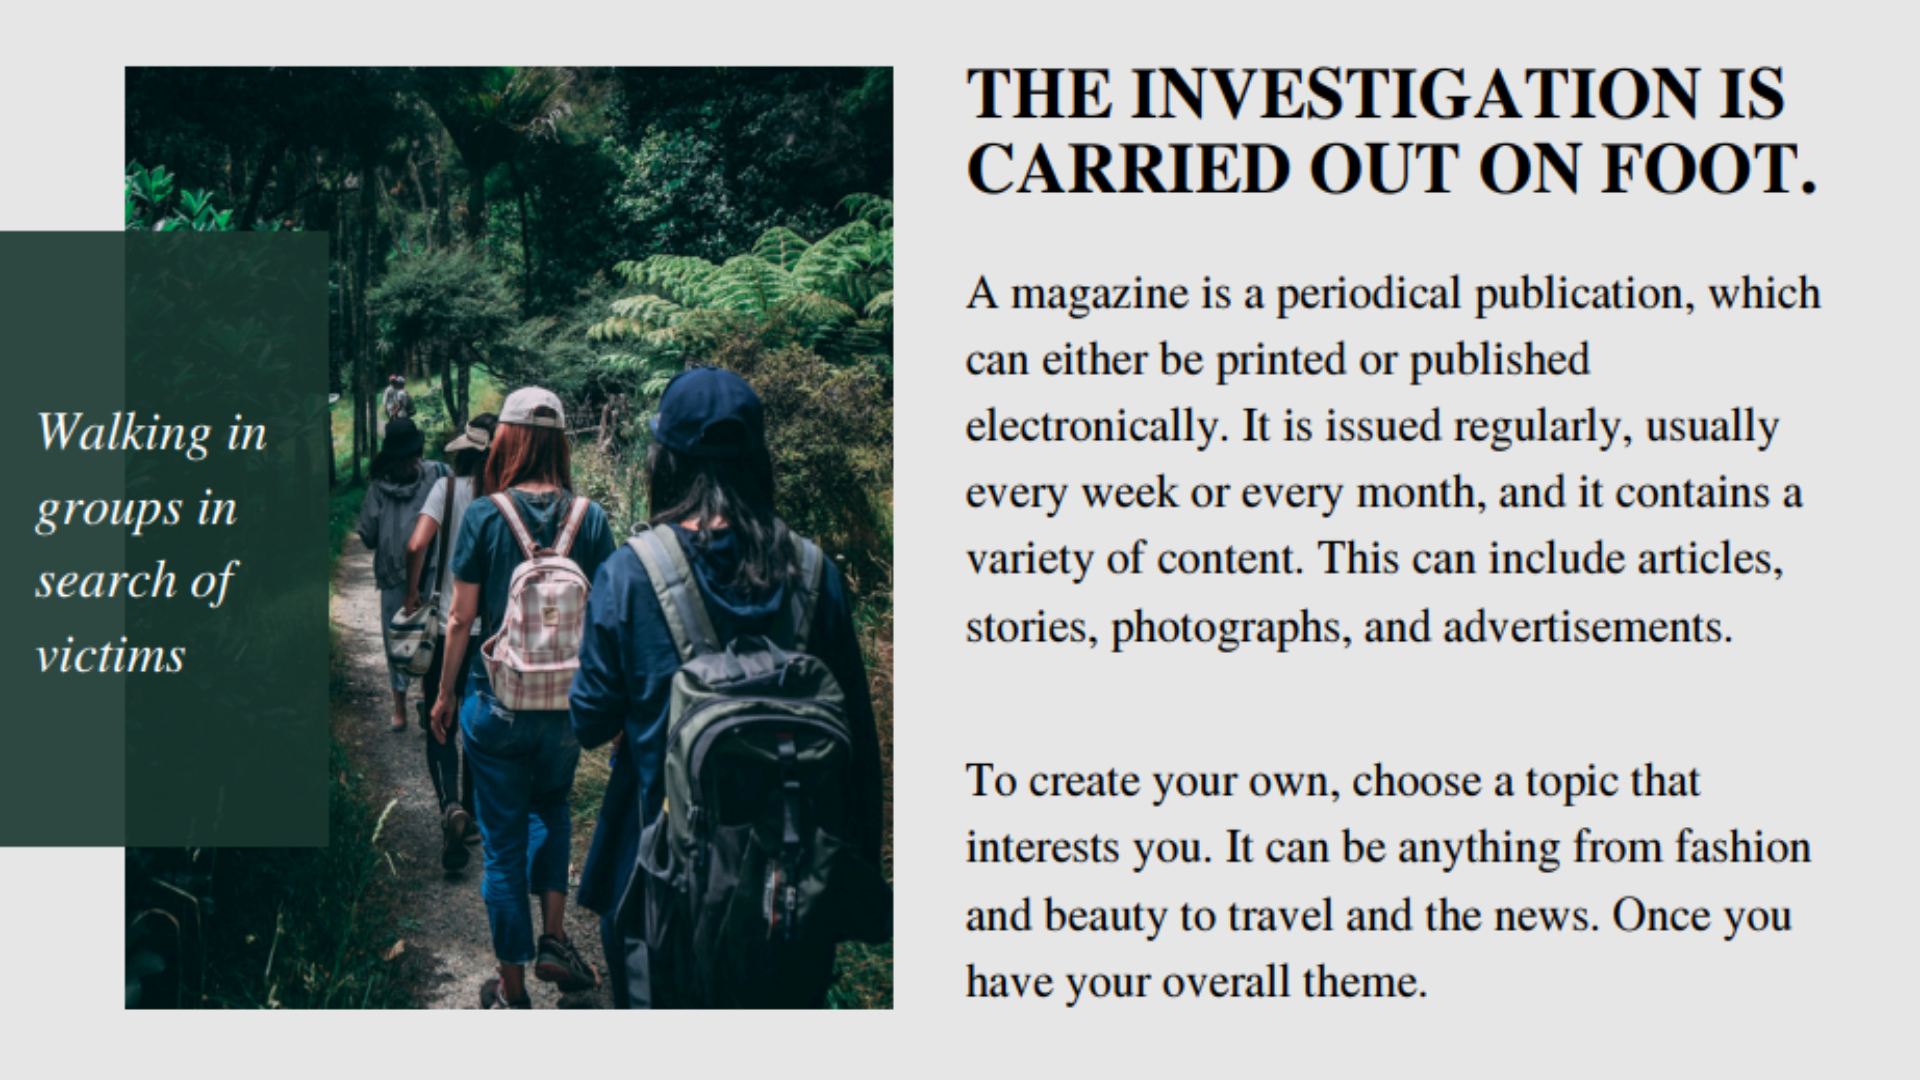 THE INVESTIGATION IS
CARRIED OUT ON FOOT.
A magazine is a periodical publication, which
can either be printed or published
electronically. It is issued regularly, usually
every week or every month, and it contains a
variety of content. This can include articles,
stories, photographs, and advertisements.
To create your own, choose a topic that
interests you. It can be anything from fashion
and beauty to travel and the news. Once you
have your overall theme.
Walking in
groups in
search of
victims